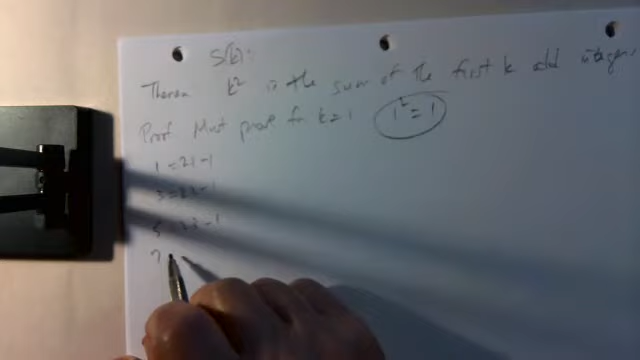 S(k):
Theorem k² is the sum of the first k odd integers
Proof Must prove for k=1 1² = 1
1 = 2·1 - 1
3 = 2·2 - 1
5 = 2·3 - 1
7